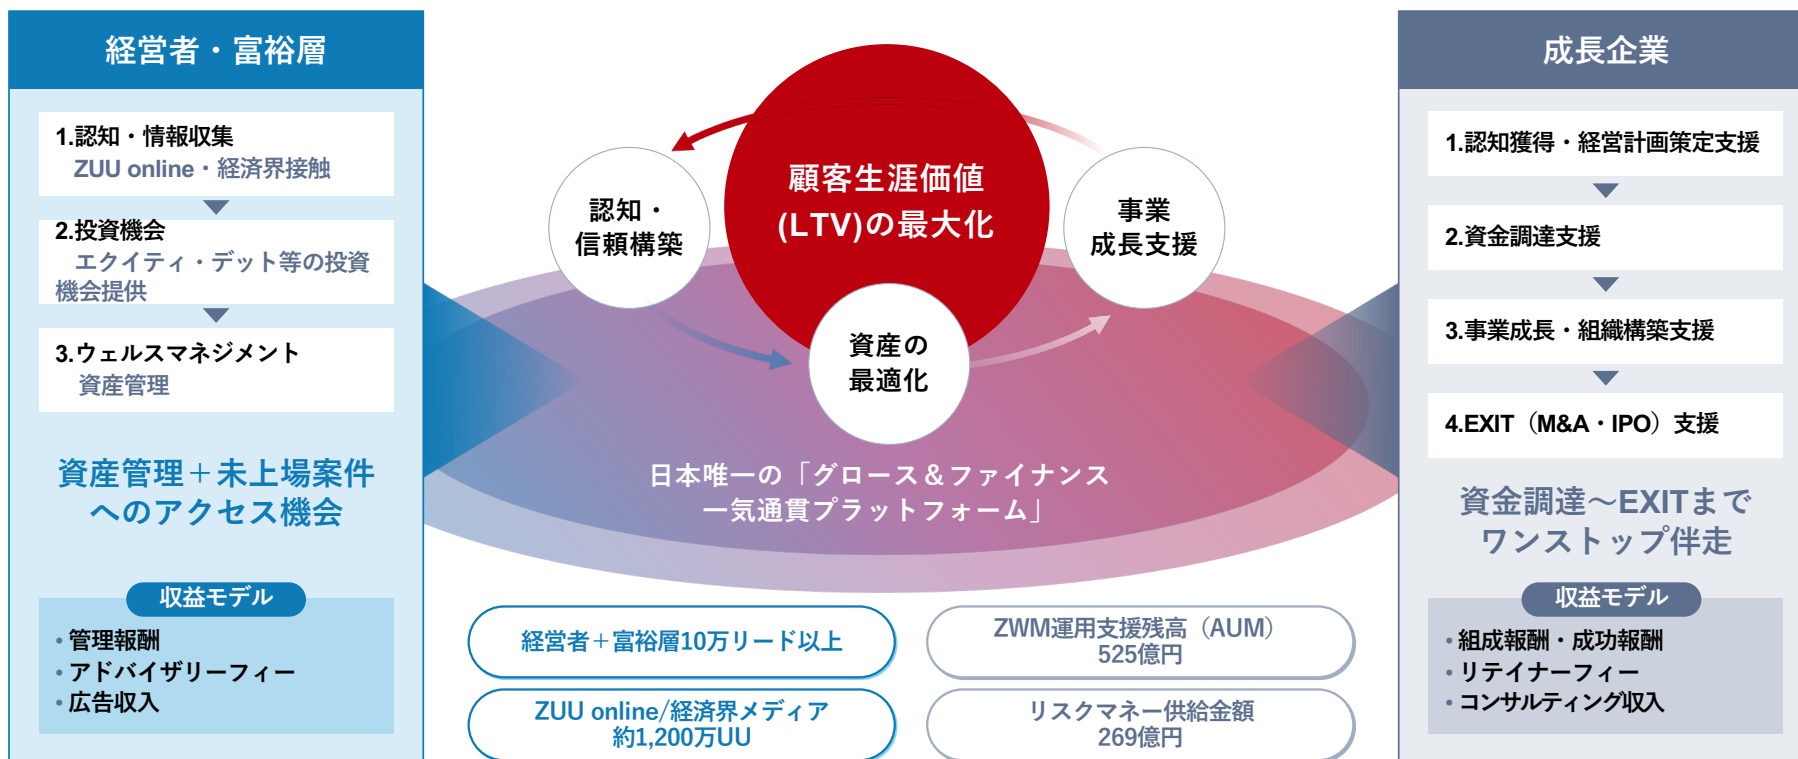 経営者・富裕層
1.認知・情報収集
ZUU online・経済界接触
2.投資機会
エクイティ・デット等の投資
機会提供
3.ウェルスマネジメント
資産管理
資産管理＋未上場案件
へのアクセス機会
収益モデル
・管理報酬
・アドバイザリーフィー
・広告収入
認知・
信頼構築
顧客生涯価値
(LTV)の最大化
事業
成長支援
資産の
最適化
日本唯一の「グロース＆ファイナンス
一気通貫プラットフォーム」
経営者＋富裕層10万リード以上
ZWM運用支援残高（AUM）
525億円
ZUU online/経済界メディア
約1,200万UU
リスクマネー供給金額
269億円
成長企業
1.認知獲得・経営計画策定支援
2.資金調達支援
3.事業成長・組織構築支援
4.EXIT（M&A・IPO）支援
資金調達～EXITまで
ワンストップ伴走
収益モデル
・組成報酬・成功報酬
・リテイナーフィー
・コンサルティング収入